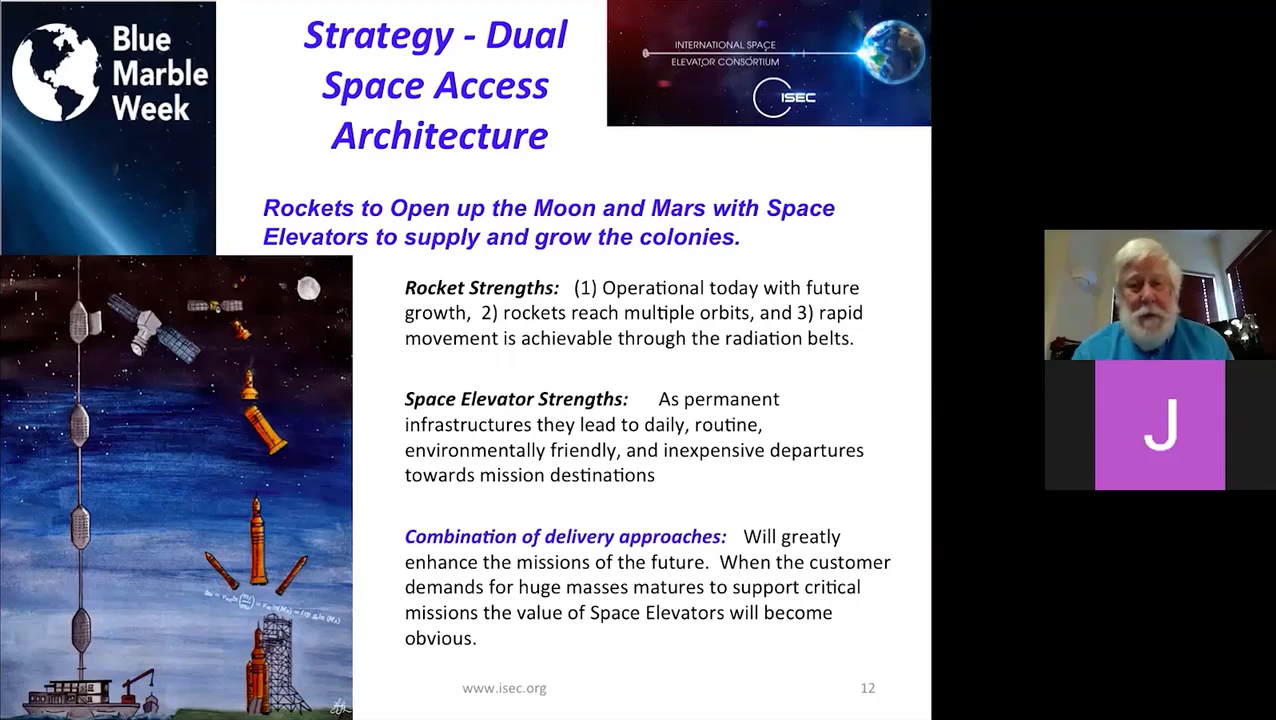 Blue
Marble
Week
Strategy - Dual
Space Access
Architecture
INTERNATIONAL SPACE
ELEVATOR CONSORTIUM
ISEC
Rockets to Open up the Moon and Mars with Space
Elevators to supply and grow the colonies.
Rocket Strengths: (1) Operational today with future
growth, 2) rockets reach multiple orbits, and 3) rapid
movement is achievable through the radiation belts.
Space Elevator Strengths: As permanent
infrastructures they lead to daily, routine,
environmentally friendly, and inexpensive departures
towards mission destinations
Combination of delivery approaches: Will greatly
enhance the missions of the future. When the customer
demands for huge masses matures to support critical
missions the value of Space Elevators will become
obvious.
www.isec.org
12
J